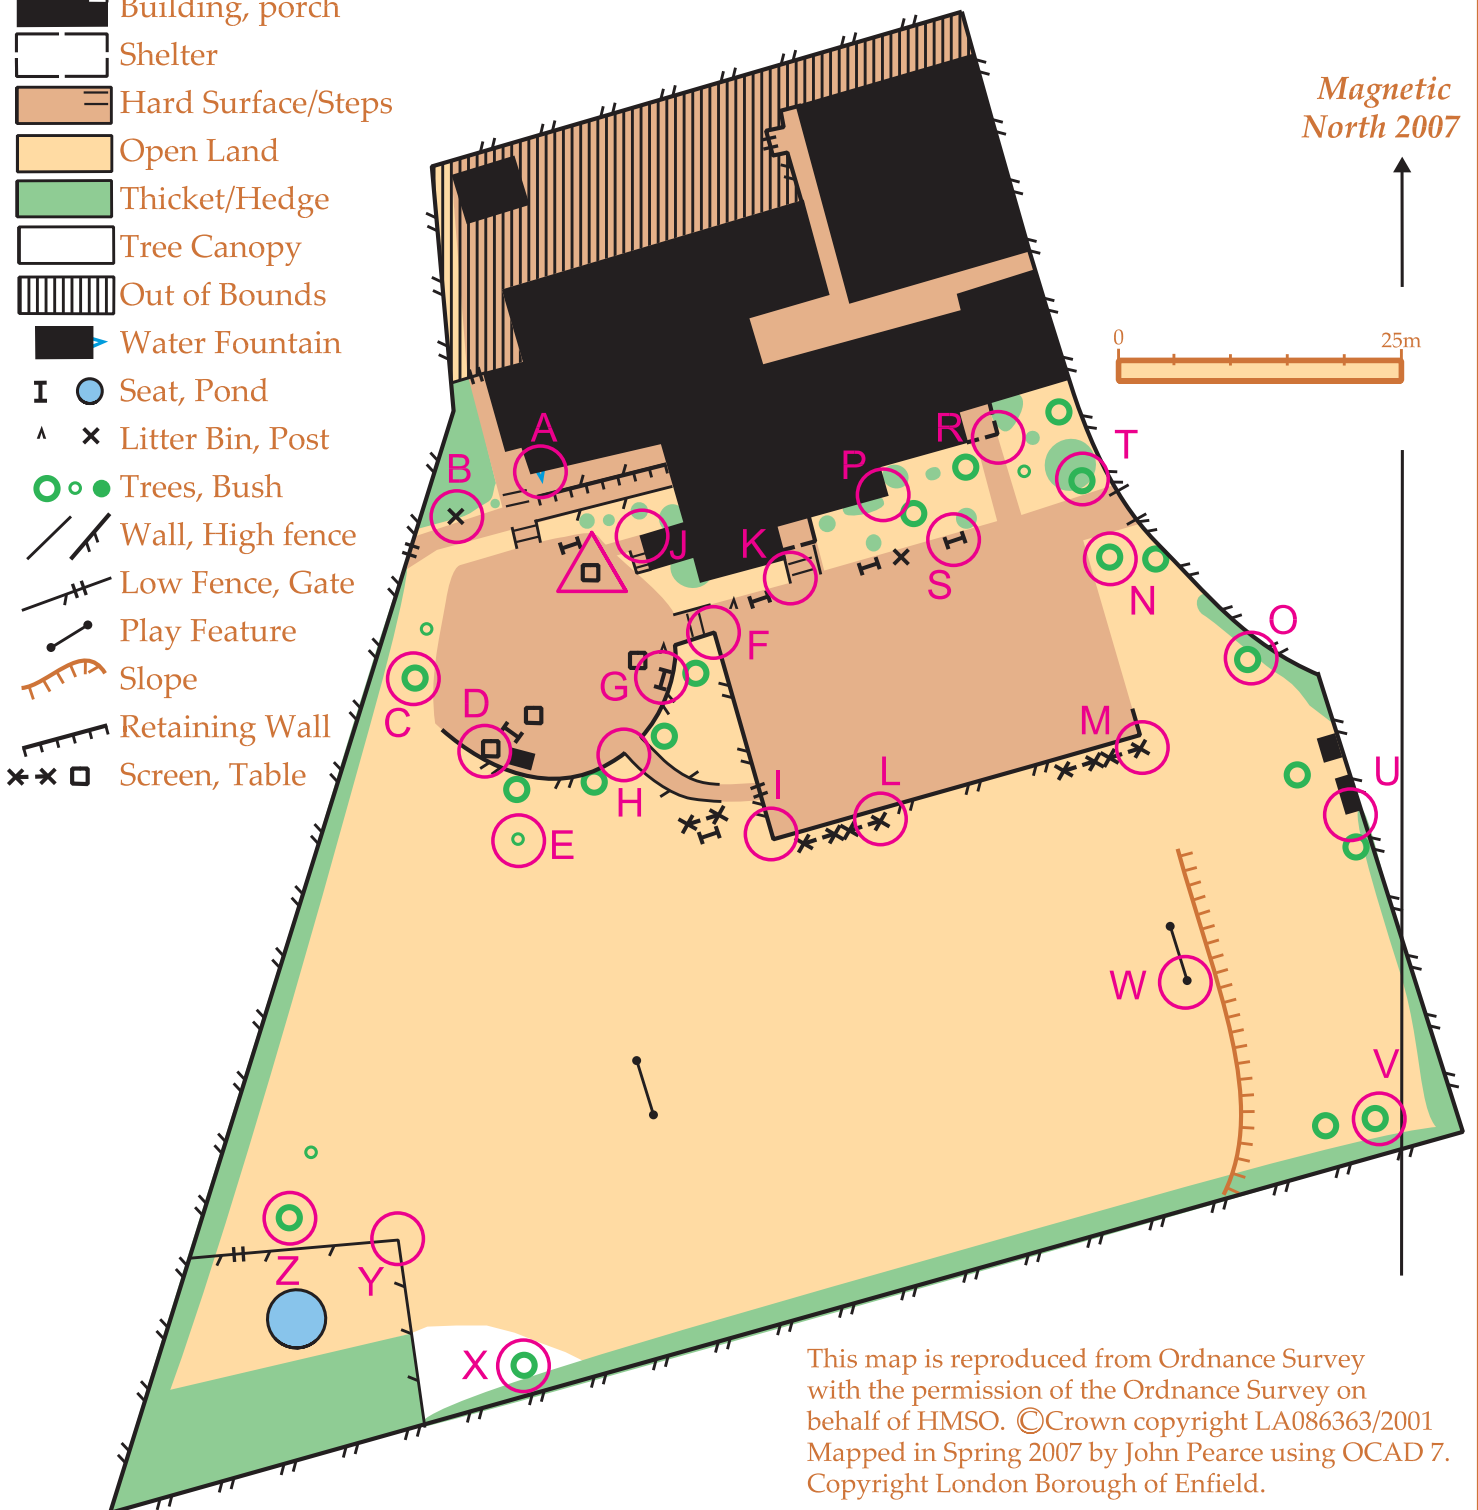 Building, porch
Shelter
Hard Surface/Steps
Open Land
Thicket/Hedge
Tree Canopy
Out of Bounds
Water Fountain
Seat, Pond
Litter Bin, Post
Trees, Bush
Wall, High fence
Low Fence, Gate
Play Feature
Slope
Retaining Wall
Screen, Table
Magnetic
North 2007
0 25m
A
B
R
T
P
J
K
S
N
O
F
G
C
D
M
H
I
L
U
E
W
V
Z
Y
X
This map is reproduced from Ordnance Survey
with the permission of the Ordnance Survey on
behalf of HMSO. ©Crown copyright LA086363/2001
Mapped in Spring 2007 by John Pearce using OCAD 7.
Copyright London Borough of Enfield.